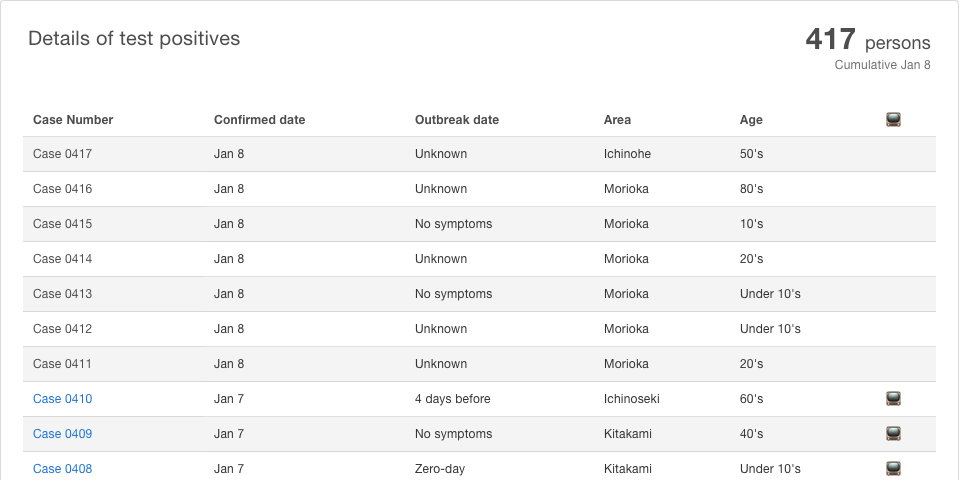 Details of test positives
417 persons
Cumulative Jan 8
Case Number Confirmed date Outbreak date Area Age
Case 0417 Jan 8 Unknown Ichinohe 50's
Case 0416 Jan 8 Unknown Morioka 80's
Case 0415 Jan 8 No symptoms Morioka 10's
Case 0414 Jan 8 Unknown Morioka 20's
Case 0413 Jan 8 No symptoms Morioka Under 10's
Case 0412 Jan 8 Unknown Morioka Under 10's
Case 0411 Jan 8 Unknown Morioka 20's
Case 0410 Jan 7 4 days before Ichinoseki 60's
Case 0409 Jan 7 No symptoms Kitakami 40's
Case 0408 Jan 7 Zero-day Kitakami Under 10's